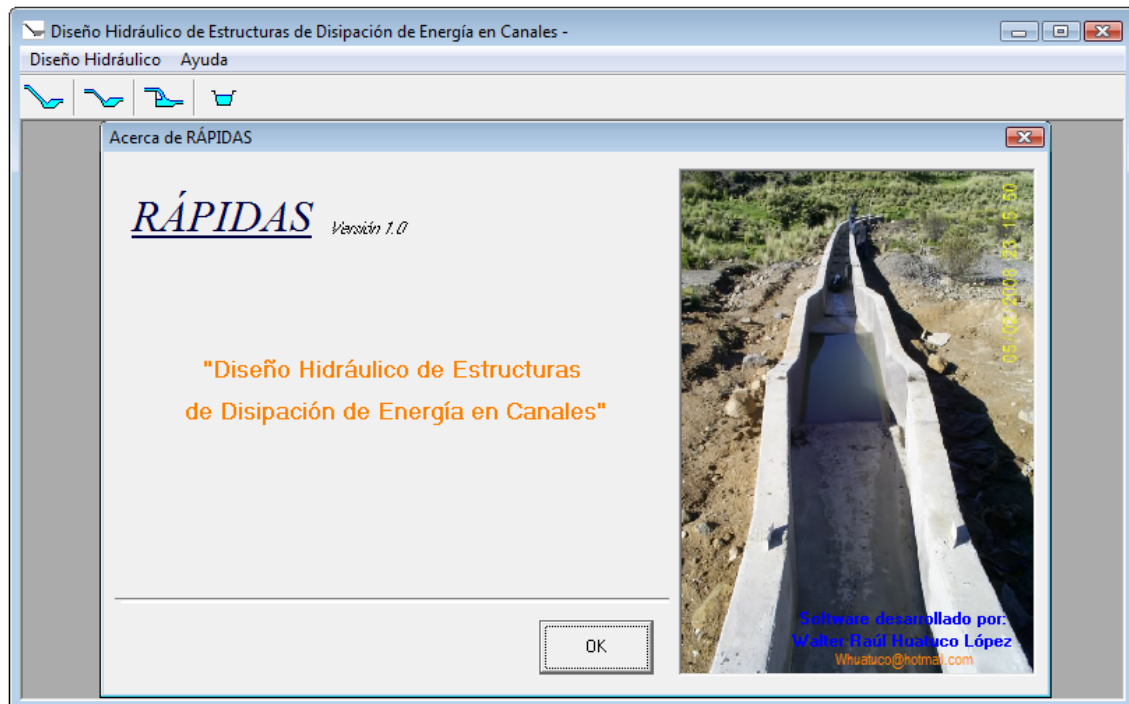 Diseño Hidráulico de Estructuras de Disipación de Energía en Canales -
Diseño Hidráulico Ayuda
Acerca de RÁPIDAS
RÁPIDAS Versión 1.0
"Diseño Hidráulico de Estructuras
de Disipación de Energía en Canales"
OK
05/02/2008 23 15:50
Software desarrollado por:
Walter Raúl Huatuco López
Whuatuco@hotmail.com